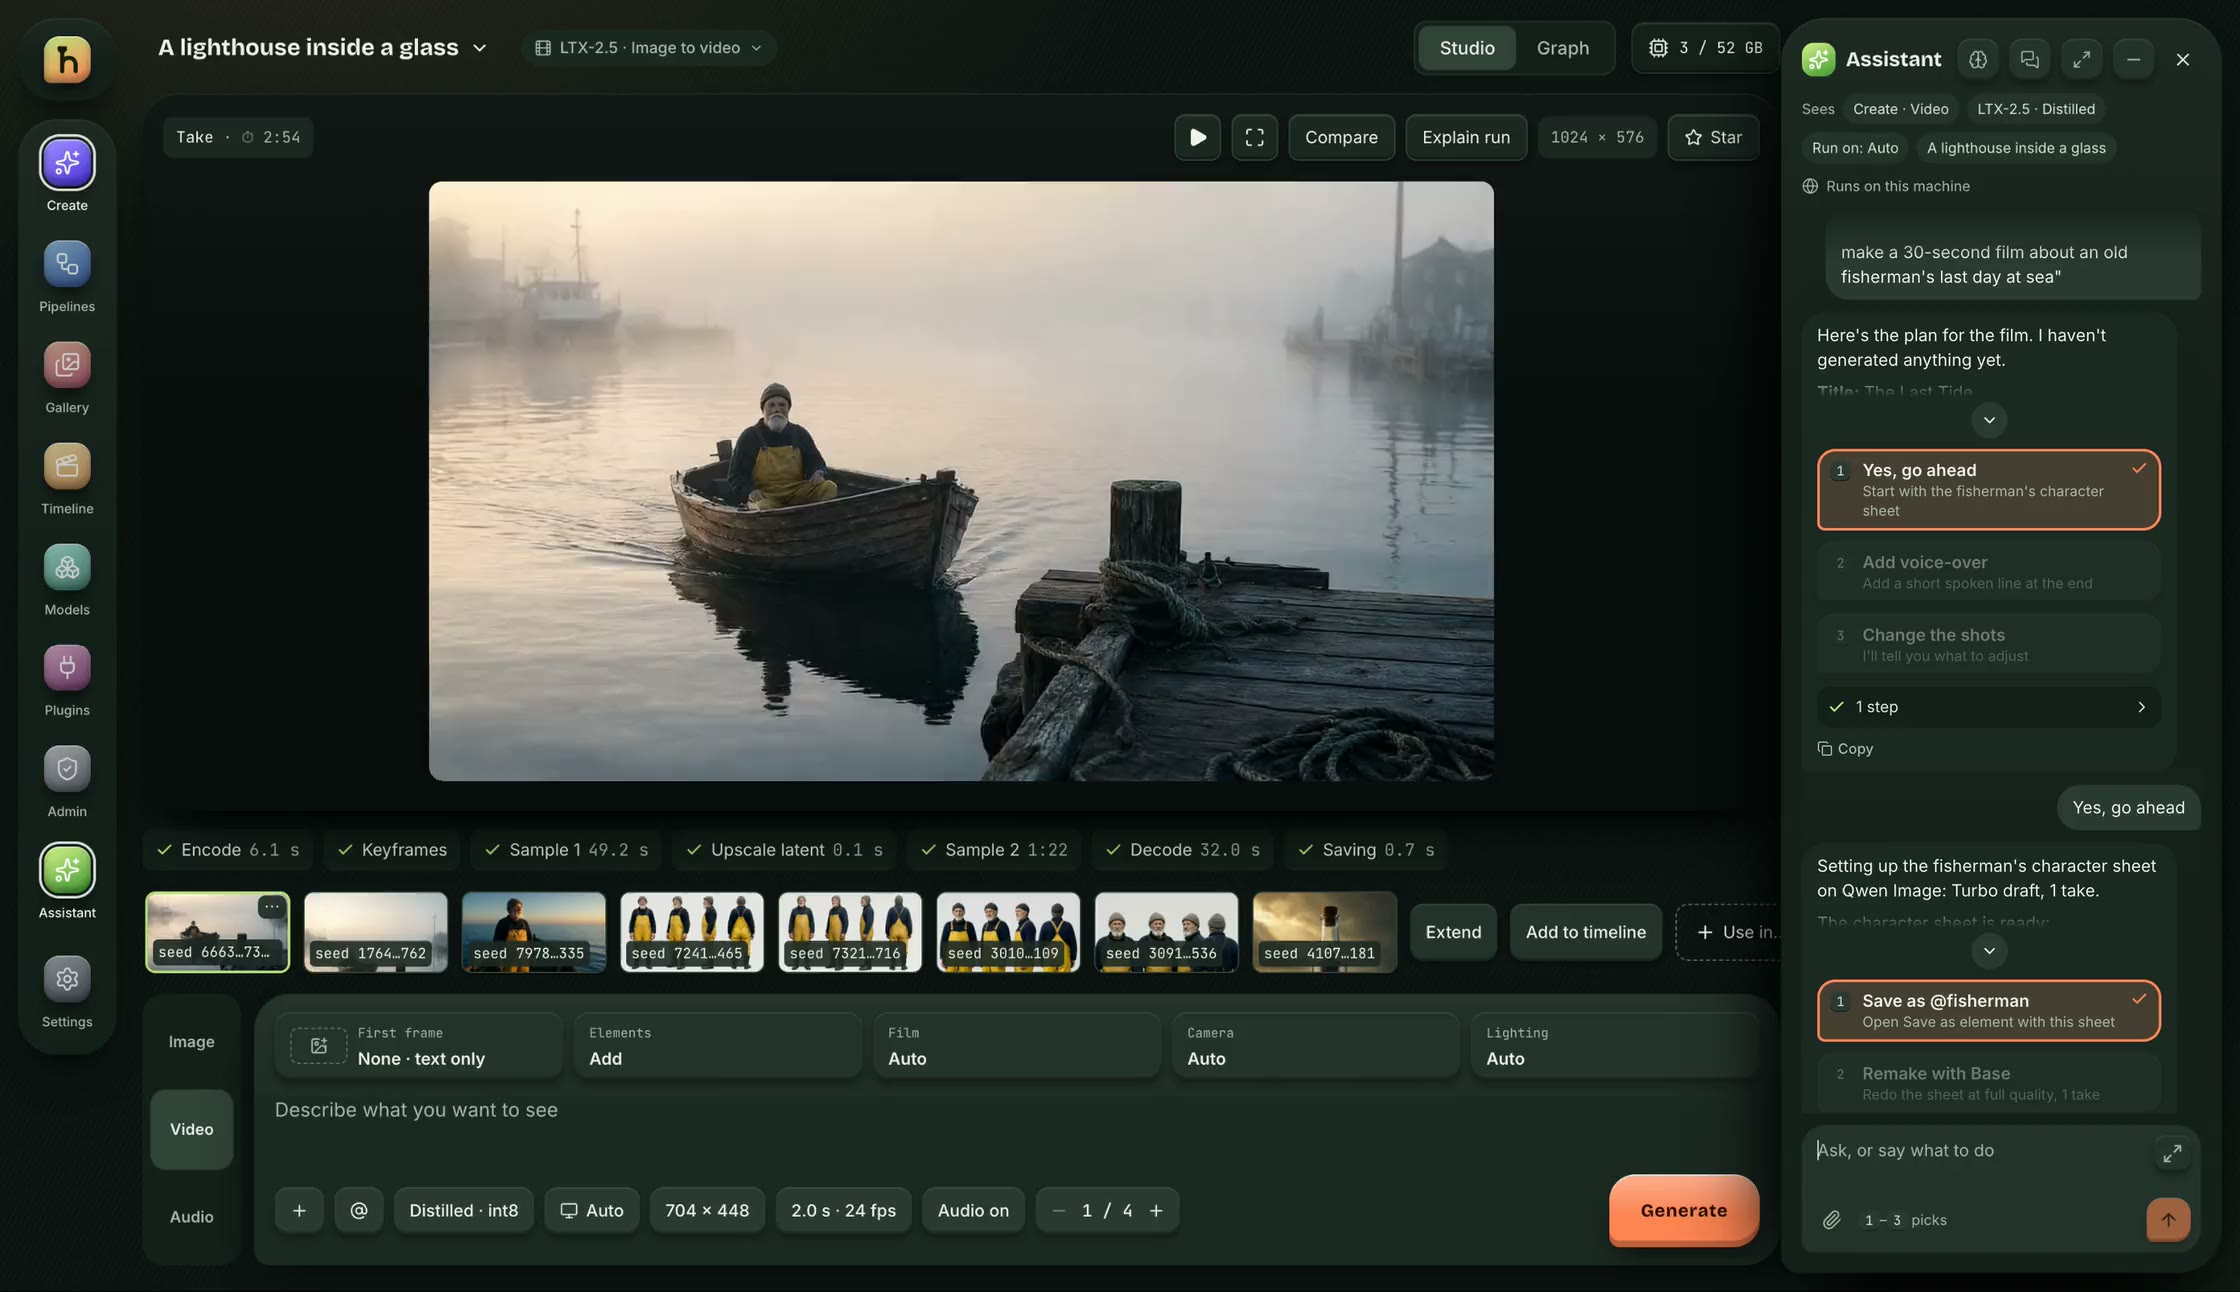 A lighthouse inside a glass
LTX-2.5 · Image to video
Studio
Graph
3 / 52 GB
Create
Pipelines
Gallery
Timeline
Models
Plugins
Admin
Assistant
Settings
Take · 2:54
Compare
Explain run
1024 × 576
Star
Encode 6.1 s
Keyframes
Sample 1 49.2 s
Upscale latent 0.1 s
Sample 2 1:22
Decode 32.0 s
Saving 0.7 s
seed 6663…73…
seed 1764…762
seed 7978…335
seed 7241…465
seed 7321…716
seed 3010…109
seed 3091…536
seed 4107…181
Extend
Add to timeline
+ Use in…
Image
Video
Audio
First frame
None · text only
Elements
Add
Film
Auto
Camera
Auto
Lighting
Auto
Describe what you want to see
+
@
Distilled · int8
Auto
704 × 448
2.0 s · 24 fps
Audio on
− 1 / 4 +
Generate
Assistant
Sees
Create · Video
LTX-2.5 · Distilled
Run on: Auto
A lighthouse inside a glass
Runs on this machine
make a 30-second film about an old
fisherman's last day at sea"
Here's the plan for the film. I haven't
generated anything yet.
Title: The Last Tide
1 Yes, go ahead
Start with the fisherman's character
sheet
2 Add voice-over
Add a short spoken line at the end
3 Change the shots
I'll tell you what to adjust
1 step
Copy
Yes, go ahead
Setting up the fisherman's character sheet
on Qwen Image: Turbo draft, 1 take.
The character sheet is ready:
1 Save as @fisherman
Open Save as element with this sheet
2 Remake with Base
Redo the sheet at full quality, 1 take
Ask, or say what to do
1 – 3 picks